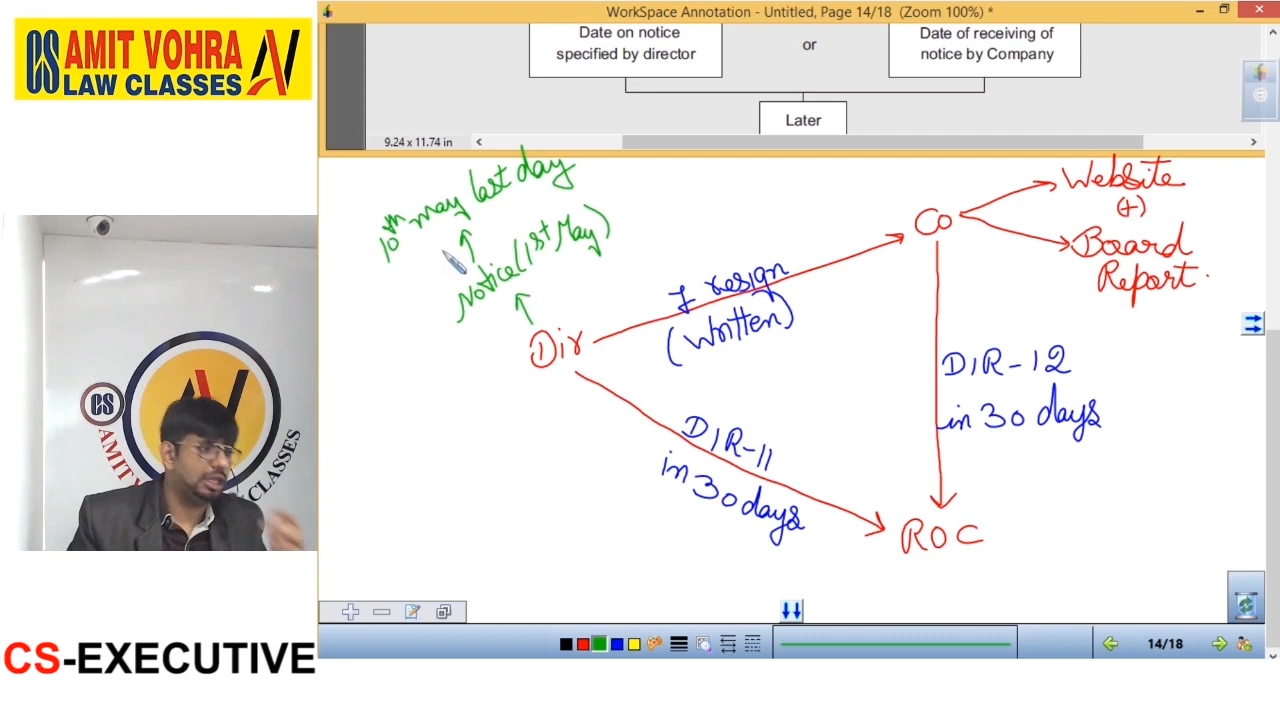 CS AMIT VOHRA
LAW CLASSES
WorkSpace Annotation - Untitled, Page 14/18 (Zoom 100%) *
Date on notice
specified by director
or
Date of receiving of
notice by Company
Later
9.24 x 11.74 in
10th may last day
Notice (1st May)
Dir
I resign
(written)
Co
Website
(+)
Board
Report.
DIR-12
in 30 days
DIR-11
in 30 days
ROC
CS
AMIT V
CLASSES
14/18
CS-EXECUTIVE